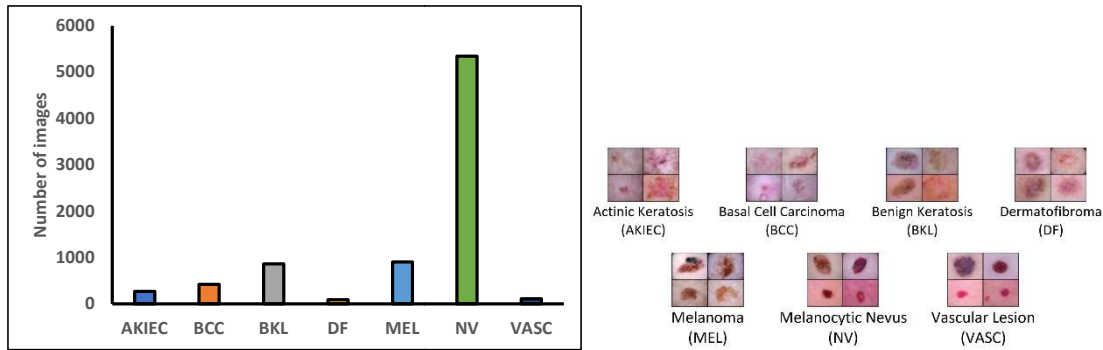 6000
5000
4000
3000
2000
1000
0
Number of images
AKIEC BCC BKL DF MEL NV VASC
Actinic Keratosis
(AKIEC)
Basal Cell Carcinoma
(BCC)
Benign Keratosis
(BKL)
Dermatofibroma
(DF)
Melanoma
(MEL)
Melanocytic Nevus
(NV)
Vascular Lesion
(VASC)